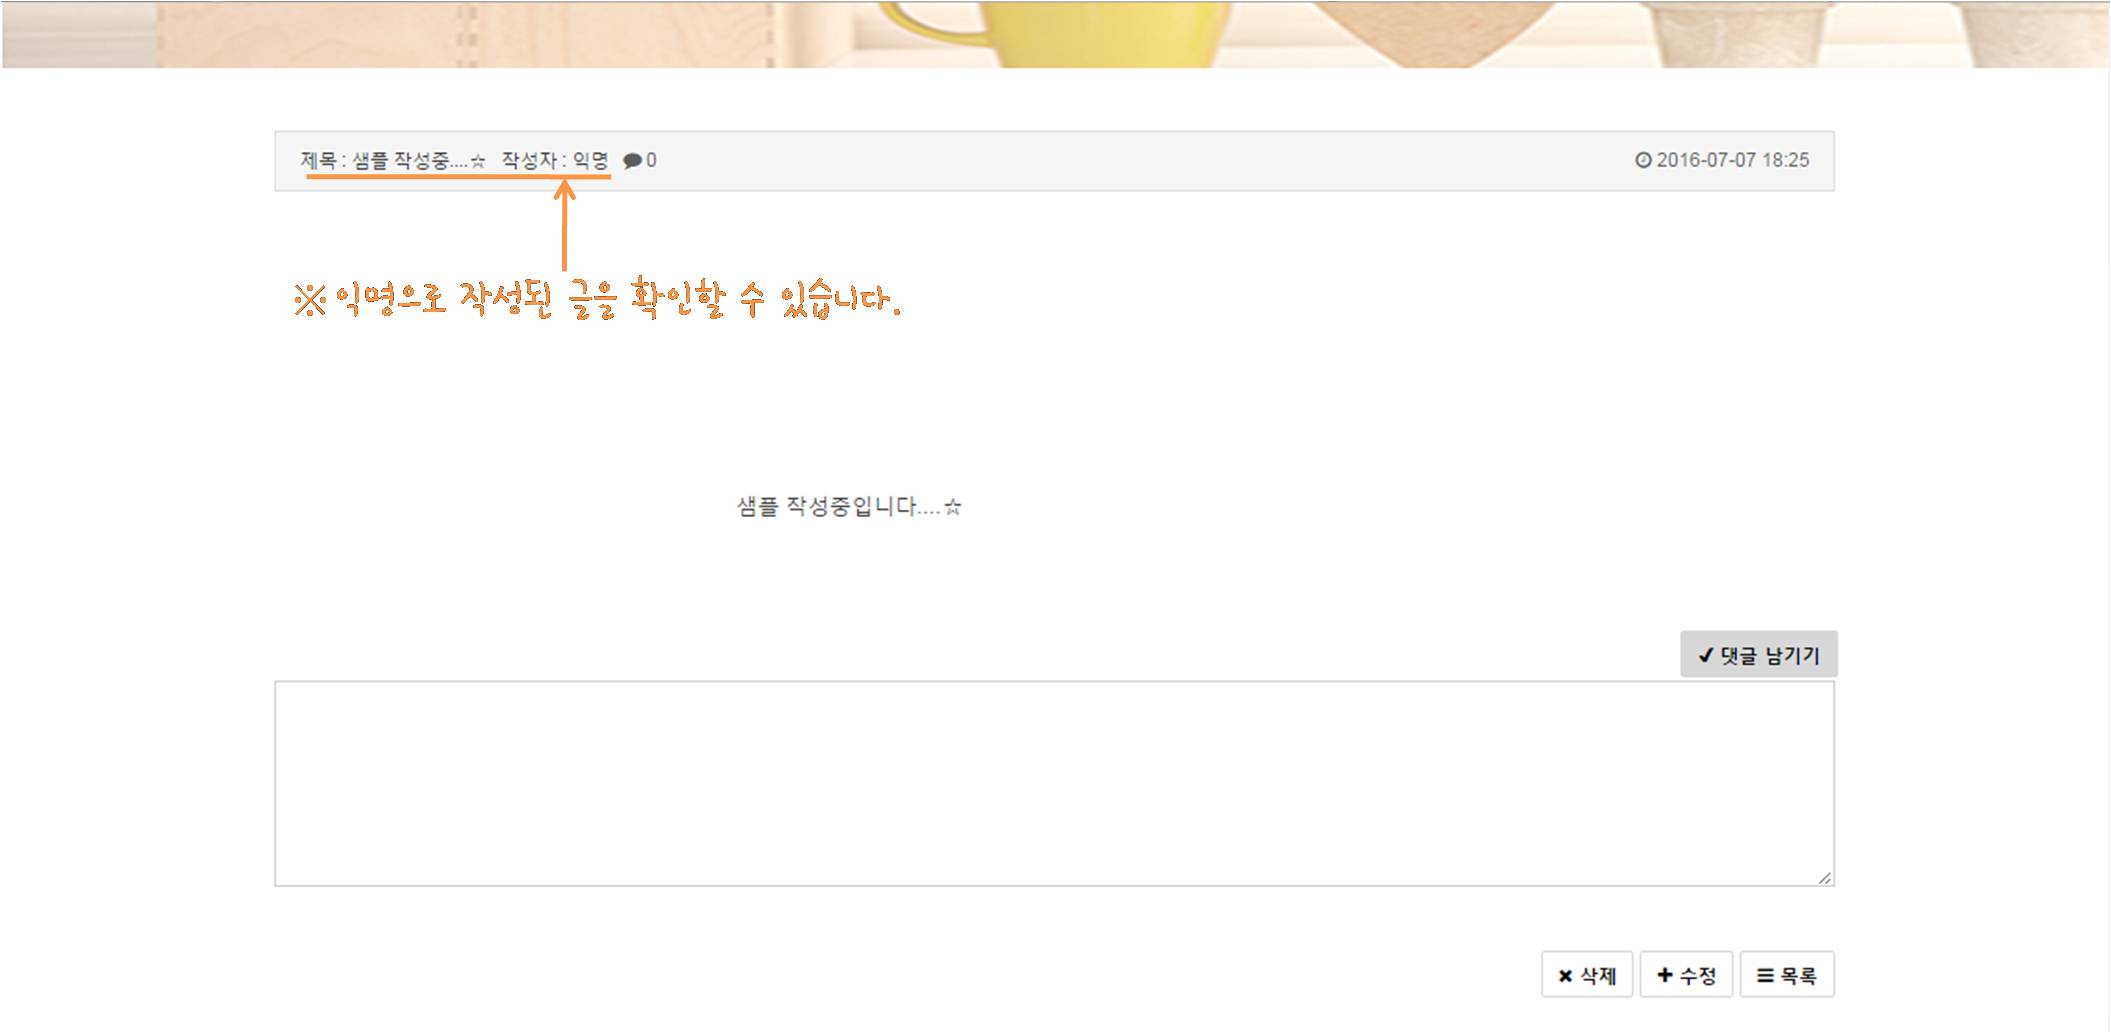 제목 : 샘플 작성중....☆ 작성자 : 익명 0 2016-07-07 18:25
※ 익명으로 작성된 글을 확인할 수 있습니다.
샘플 작성중입니다....☆
댓글 남기기
삭제 수정 목록